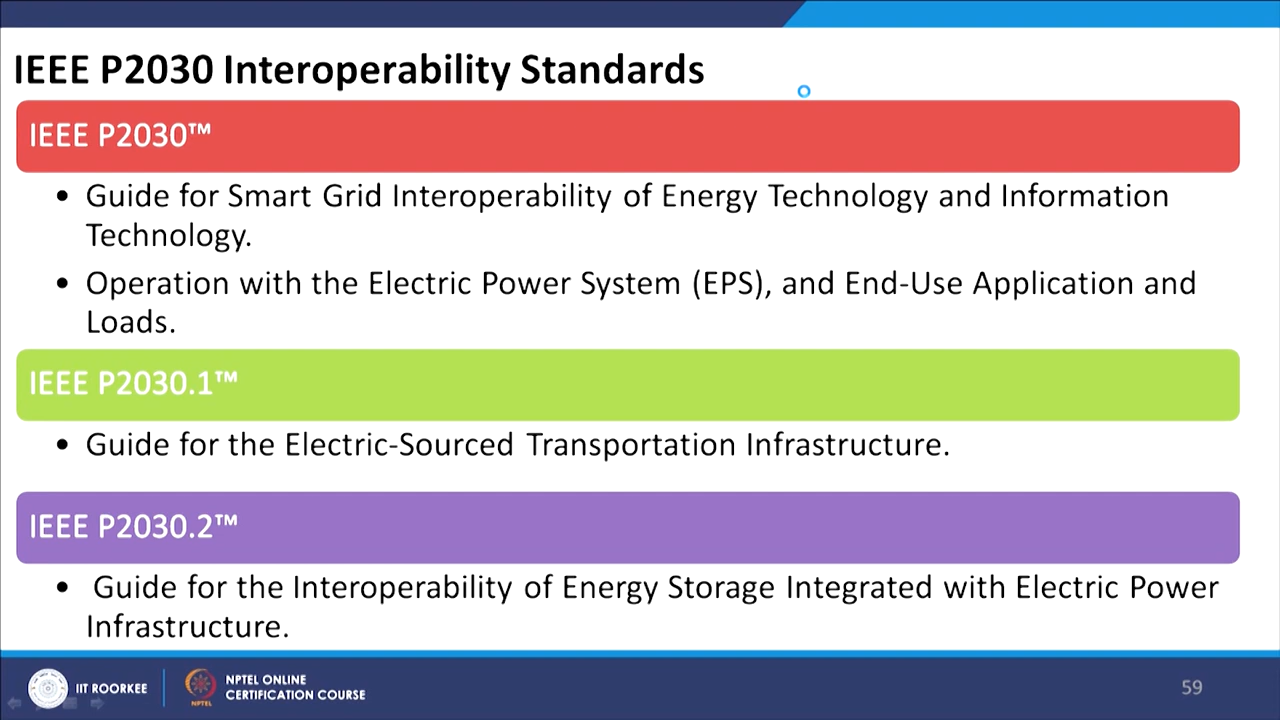 IEEE P2030 Interoperability Standards
IEEE P2030™
• Guide for Smart Grid Interoperability of Energy Technology and Information
Technology.
• Operation with the Electric Power System (EPS), and End-Use Application and
Loads.
IEEE P2030.1™
• Guide for the Electric-Sourced Transportation Infrastructure.
IEEE P2030.2™
• Guide for the Interoperability of Energy Storage Integrated with Electric Power
Infrastructure.
IIT ROORKEE
NPTEL
NPTEL ONLINE
CERTIFICATION COURSE
59